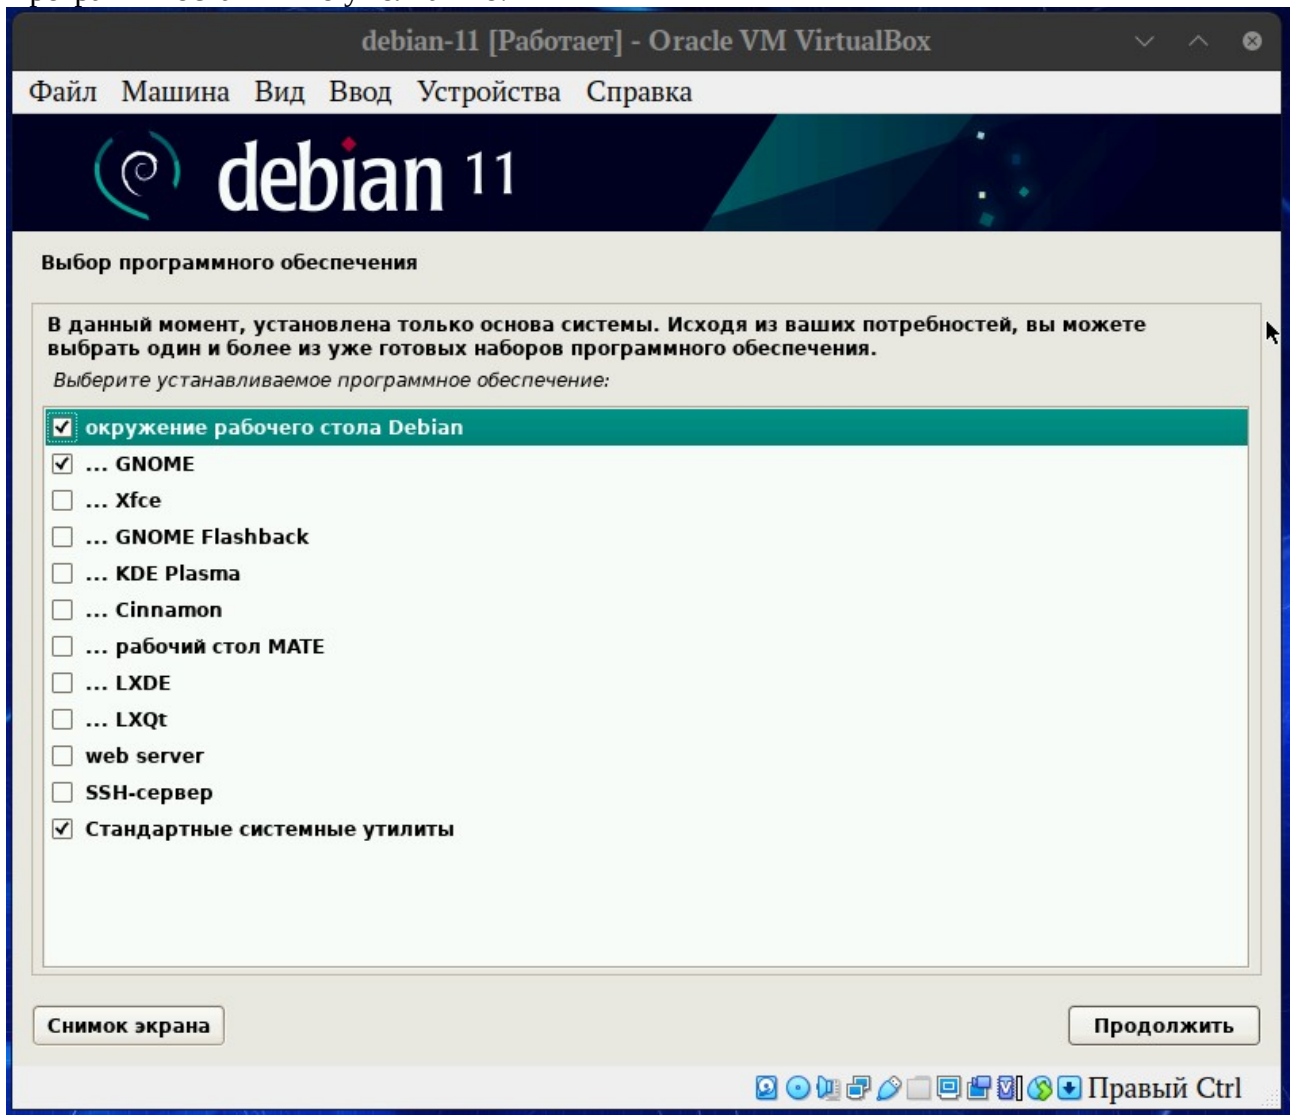 debian-11 [Работает] - Oracle VM VirtualBox
Файл Машина Вид Ввод Устройства Справка
debian 11
Выбор программного обеспечения
В данный момент, установлена только основа системы. Исходя из ваших потребностей, вы можете
выбрать один и более из уже готовых наборов программного обеспечения.
Выберите устанавливаемое программное обеспечение:
окружение рабочего стола Debian
... GNOME
... Xfce
... GNOME Flashback
... KDE Plasma
... Cinnamon
... рабочий стол MATE
... LXDE
... LXQt
web server
SSH-сервер
Стандартные системные утилиты
Снимок экрана
Продолжить
Правый Ctrl